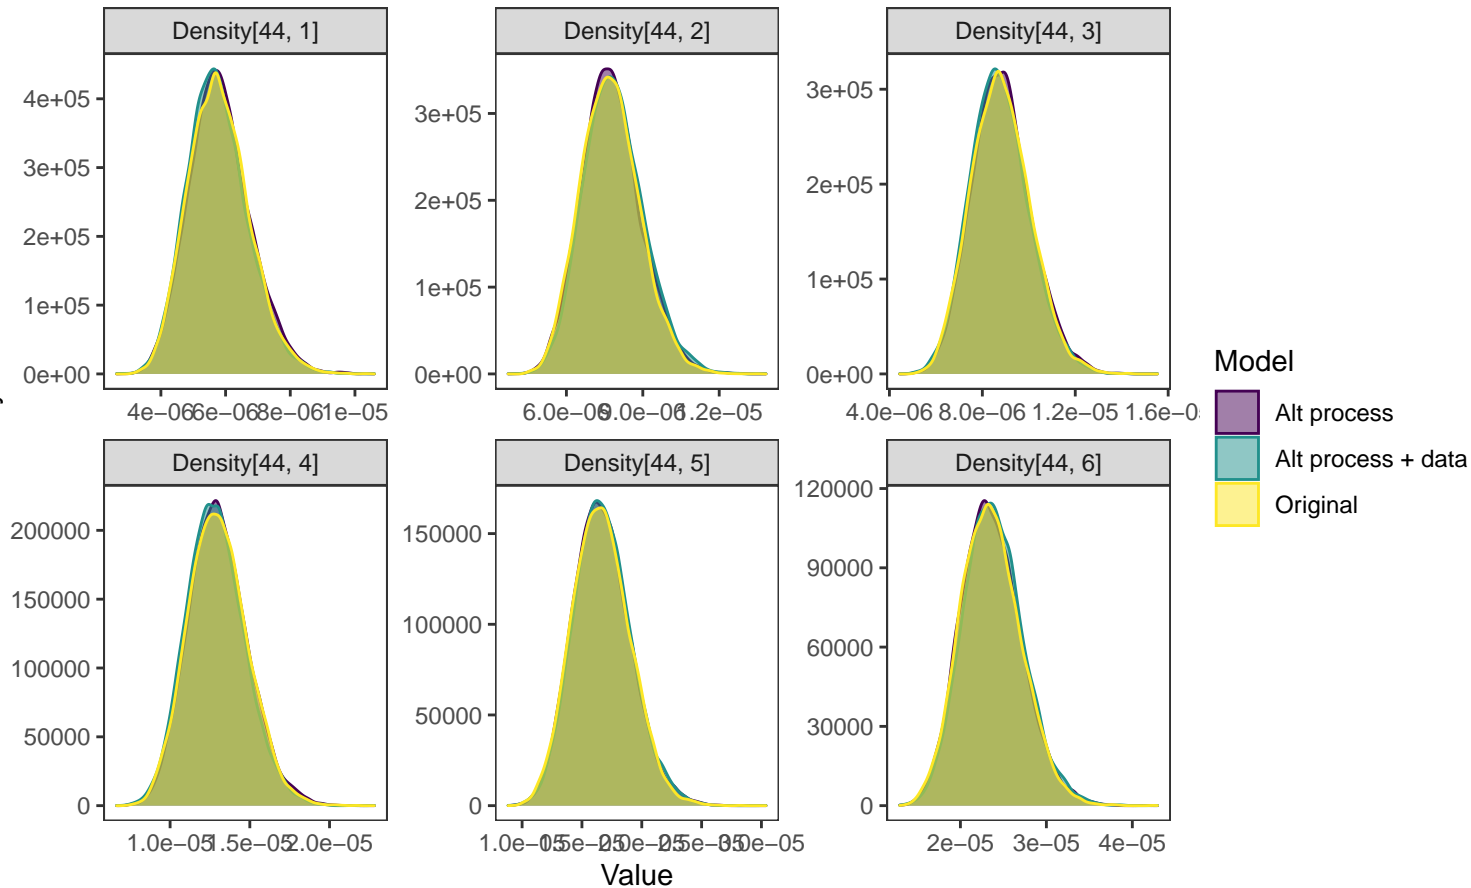 Density[44, 1]
Density[44, 2]
Density[44, 3]
4e+05
3e+05
2e+05
1e+05
0e+00
3e+05
2e+05
1e+05
0e+00
3e+05
2e+05
1e+05
0e+00
4e−06 6e−06 8e−06 1e−05
6.0e−06 9.0e−06 1.2e−05
4.0e−06 8.0e−06 1.2e−05
Density[44, 4]
Density[44, 5]
Density[44, 6]
200000
150000
100000
50000
0
150000
100000
50000
0
120000
90000
60000
30000
0
1.0e−05 1.5e−05 2.0e−05
1.0e−05 1.5e−05 2.0e−05 2.5e−05 3.0e−05
2e−05 3e−05 4e−05
Value
Model
Alt process
Alt process + data
Original